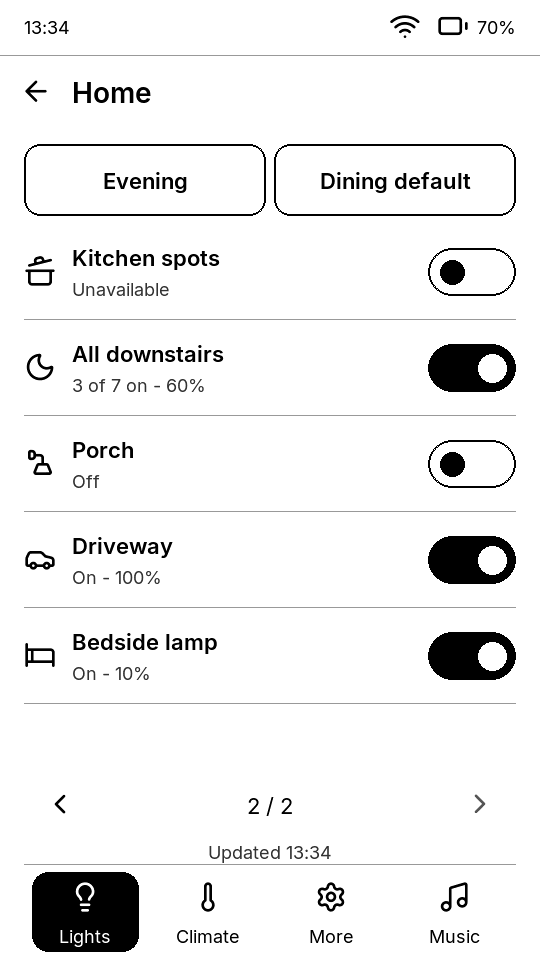 13:34
70%
Home
Evening
Dining default
Kitchen spots
Unavailable
All downstairs
3 of 7 on - 60%
Porch
Off
Driveway
On - 100%
Bedside lamp
On - 10%
2 / 2
Updated 13:34
Lights
Climate
More
Music